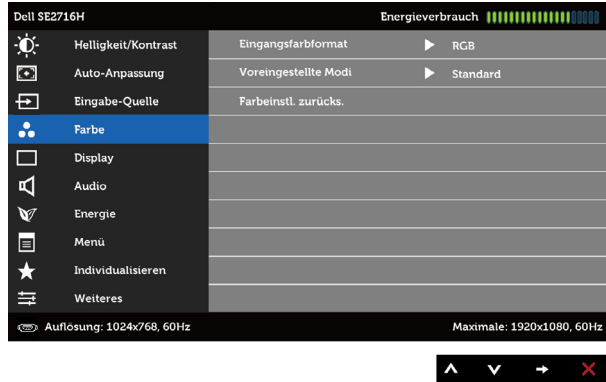 Dell SE2716H Energieverbrauch
Helligkeit/Kontrast Eingangsfarbformat RGB
Auto-Anpassung Voreingestellte Modi Standard
Eingabe-Quelle Farbeinstl. zurücks.
Farbe
Display
Audio
Energie
Menü
Individualisieren
Weiteres
Auflösung: 1024x768, 60Hz Maximale: 1920x1080, 60Hz